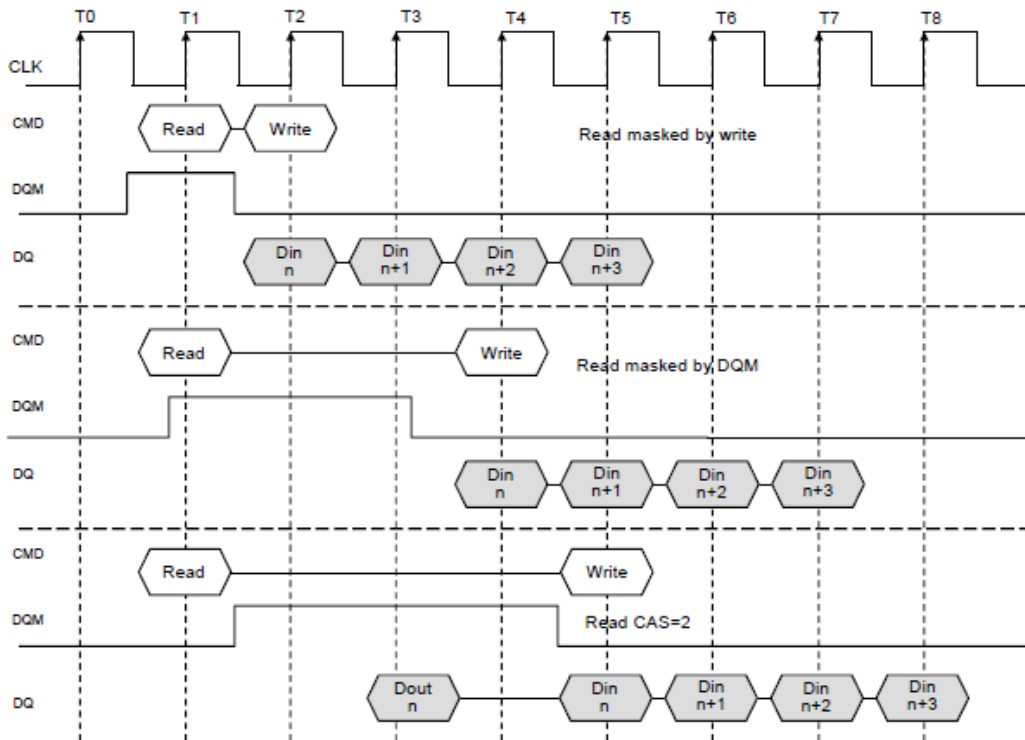 T0 T1 T2 T3 T4 T5 T6 T7 T8
CLK
CMD Read Write Read masked by write
DQM
DQ Din n Din n+1 Din n+2 Din n+3
CMD Read Write Read masked by DQM
DQM
DQ Din n Din n+1 Din n+2 Din n+3
CMD Read Write
DQM Read CAS=2
DQ Dout n Din n Din n+1 Din n+2 Din n+3